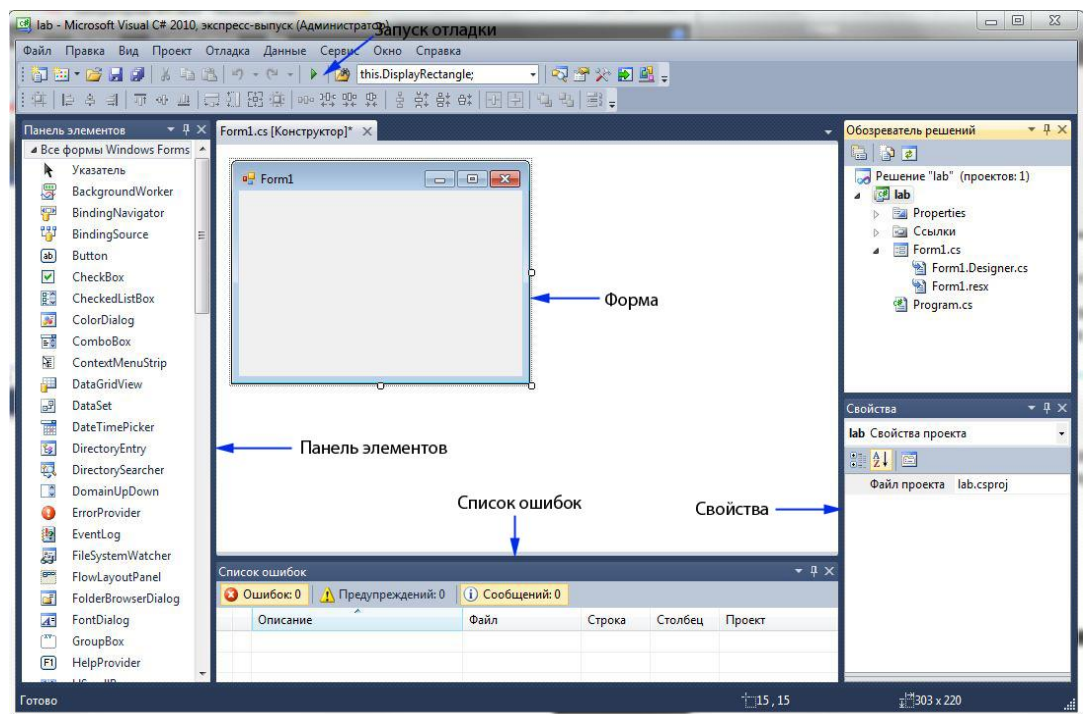 lab - Microsoft Visual C# 2010, экспресс-выпуск (Администратор)
Запуск отладки
Файл Правка Вид Проект Отладка Данные Сервис Окно Справка
this.DisplayRectangle;
Панель элементов
Form1.cs [Конструктор]*
Обозреватель решений
Все формы Windows Forms
Указатель
BackgroundWorker
BindingNavigator
BindingSource
Button
CheckBox
CheckedListBox
ColorDialog
ComboBox
ContextMenuStrip
DataGridView
DataSet
DateTimePicker
DirectoryEntry
DirectorySearcher
DomainUpDown
ErrorProvider
EventLog
FileSystemWatcher
FlowLayoutPanel
FolderBrowserDialog
FontDialog
GroupBox
HelpProvider
Form1
Форма
Панель элементов
Список ошибок
Свойства
Решение "lab" (проектов: 1)
lab
Properties
Ссылки
Form1.cs
Form1.Designer.cs
Form1.resx
Program.cs
Свойства
lab Свойства проекта
Файл проекта lab.csproj
Список ошибок
Ошибок: 0 Предупреждений: 0 Сообщений: 0
Описание Файл Строка Столбец Проект
Готово
15 , 15
303 x 220